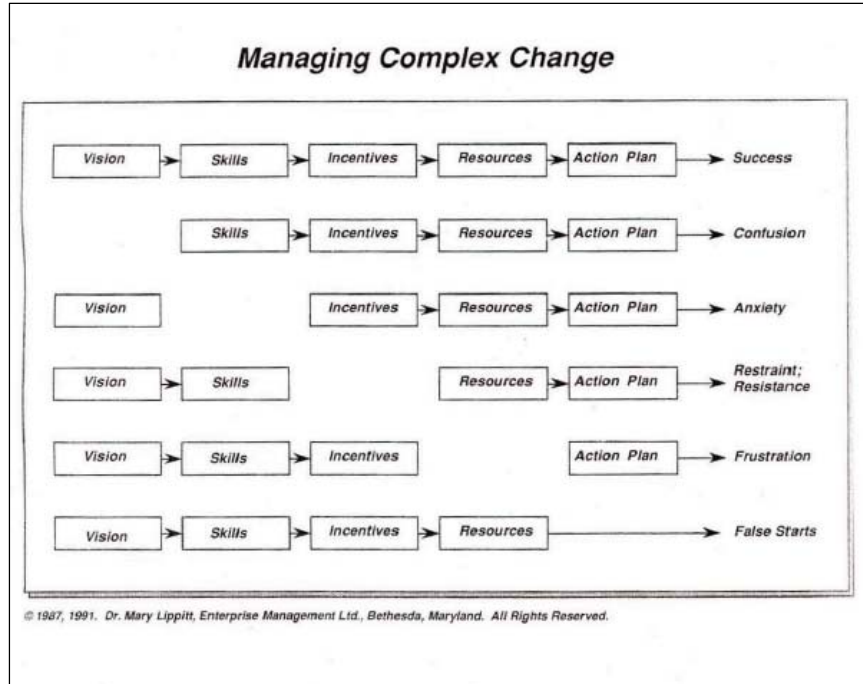 Managing Complex Change
Vision Skills Incentives Resources Action Plan Success
Skills Incentives Resources Action Plan Confusion
Vision Incentives Resources Action Plan Anxiety
Vision Skills Resources Action Plan Restraint;
Resistance
Vision Skills Incentives Action Plan Frustration
Vision Skills Incentives Resources False Starts
© 1987, 1991. Dr. Mary Lippitt, Enterprise Management Ltd., Bethesda, Maryland. All Rights Reserved.